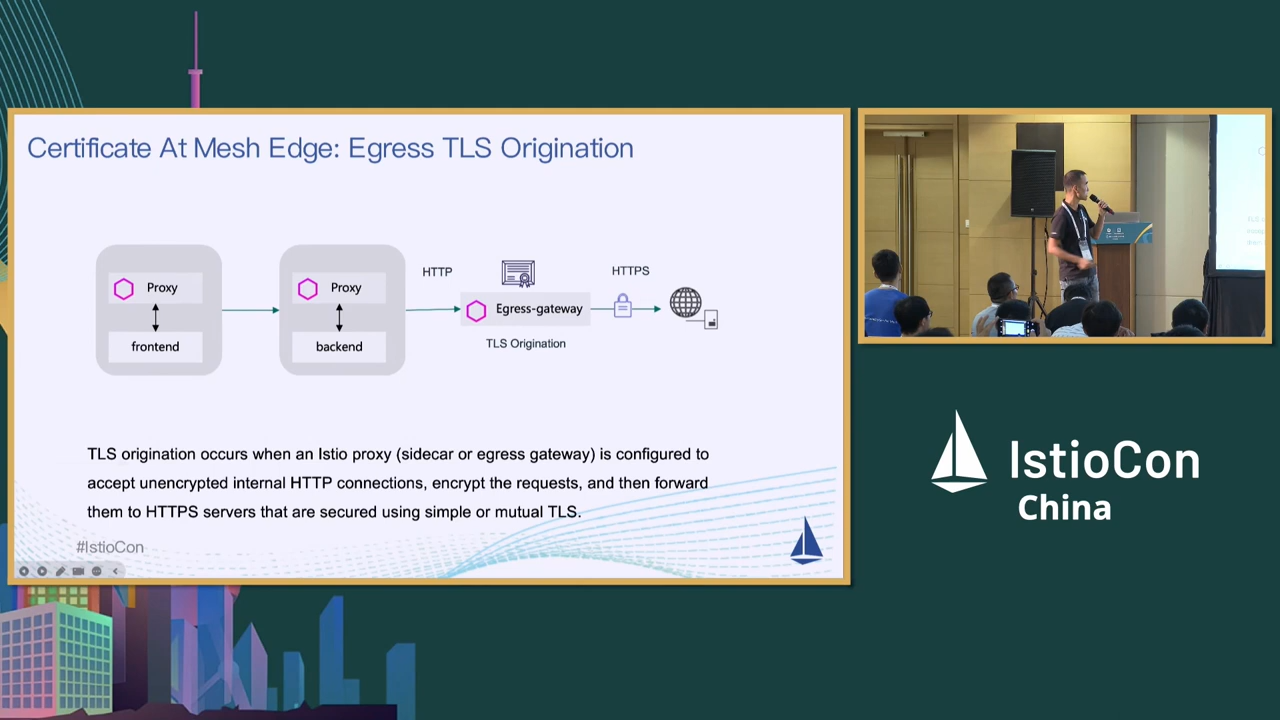 Certificate At Mesh Edge: Egress TLS Origination
Proxy
frontend
Proxy
backend
HTTP
Egress-gateway
TLS Origination
HTTPS
TLS origination occurs when an Istio proxy (sidecar or egress gateway) is configured to
accept unencrypted internal HTTP connections, encrypt the requests, and then forward
them to HTTPS servers that are secured using simple or mutual TLS.
#IstioCon
IstioCon
China